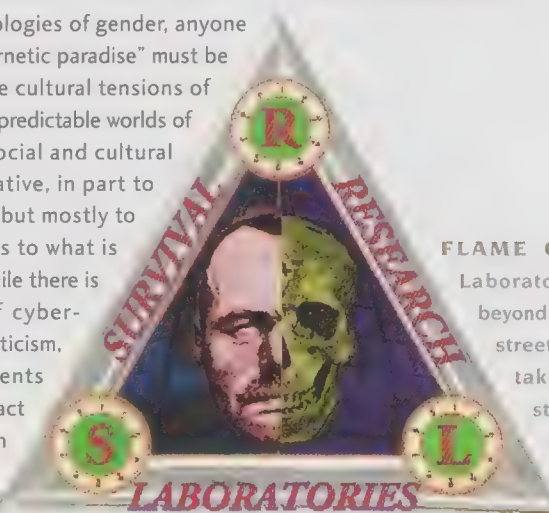 ologies of gender, anyone
rnetic paradise" must be
e cultural tensions of
predictable worlds of
ocial and cultural
ative, in part to
but mostly to
s to what is
ile there is
f cyber-
ticism,
ents
act
n
SURVIVAL
RESEARCH
LABORATORIES
S
R
L
FLAME
Laborato
beyond
street
tak
st